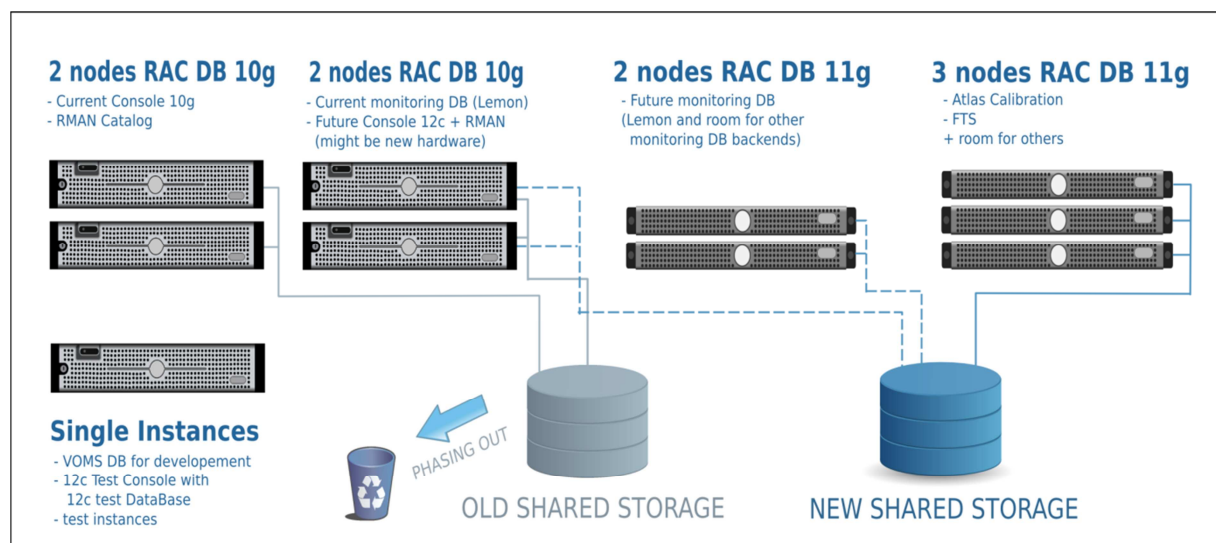 2 nodes RAC DB 10g
- Current Console 10g
- RMAN Catalog
2 nodes RAC DB 10g
- Current monitoring DB (Lemon)
- Future Console 12c + RMAN
(might be new hardware)
2 nodes RAC DB 11g
- Future monitoring DB
(Lemon and room for other
monitoring DB backends)
3 nodes RAC DB 11g
- Atlas Calibration
- FTS
+ room for others
Single Instances
- VOMS DB for developement
- 12c Test Console with
12c test DataBase
- test instances
PHASING OUT
OLD SHARED STORAGE
NEW SHARED STORAGE